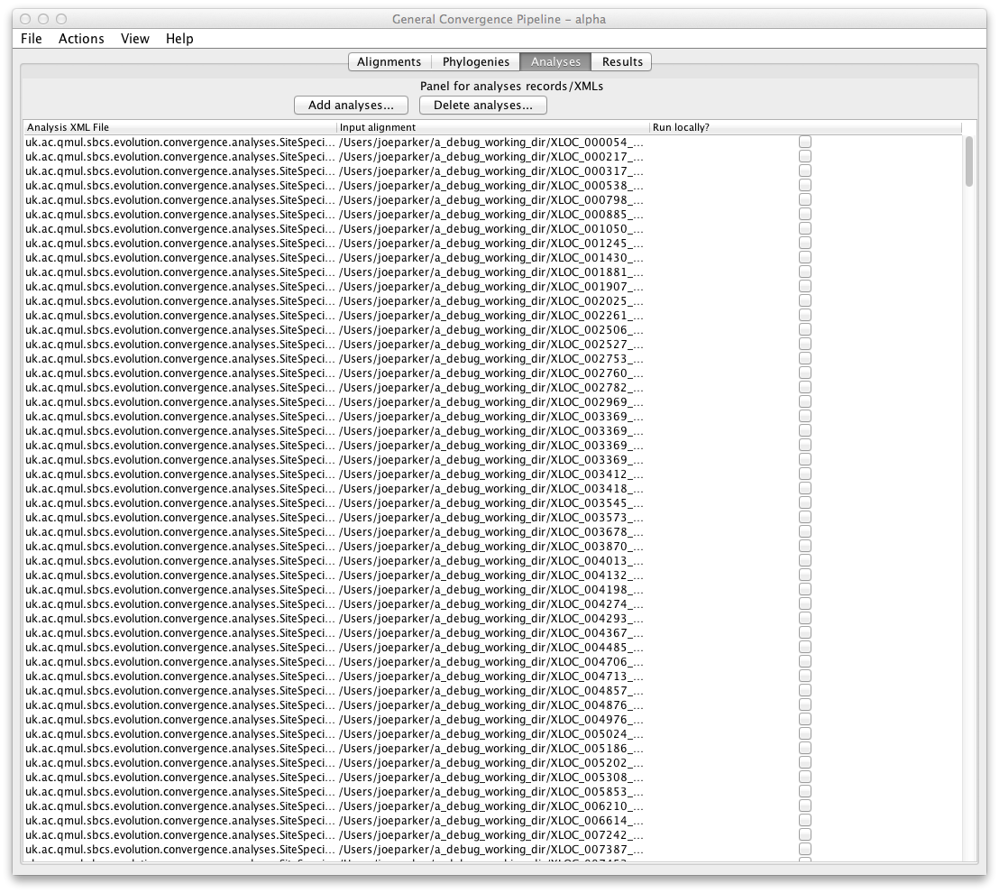 General Convergence Pipeline – alpha
File Actions View Help
Alignments Phylogenies Analyses Results
Panel for analyses records/XMLs
Add analyses... Delete analyses...
Analysis XML File Input alignment Run locally?
uk.ac.qmul.sbcs.evolution.convergence.analyses.SiteSpeci... /Users/joeparker/a_debug_working_dir/XLOC_000054_...
uk.ac.qmul.sbcs.evolution.convergence.analyses.SiteSpeci... /Users/joeparker/a_debug_working_dir/XLOC_000217_...
uk.ac.qmul.sbcs.evolution.convergence.analyses.SiteSpeci... /Users/joeparker/a_debug_working_dir/XLOC_000317_...
uk.ac.qmul.sbcs.evolution.convergence.analyses.SiteSpeci... /Users/joeparker/a_debug_working_dir/XLOC_000538_...
uk.ac.qmul.sbcs.evolution.convergence.analyses.SiteSpeci... /Users/joeparker/a_debug_working_dir/XLOC_000798_...
uk.ac.qmul.sbcs.evolution.convergence.analyses.SiteSpeci... /Users/joeparker/a_debug_working_dir/XLOC_000885_...
uk.ac.qmul.sbcs.evolution.convergence.analyses.SiteSpeci... /Users/joeparker/a_debug_working_dir/XLOC_001050_...
uk.ac.qmul.sbcs.evolution.convergence.analyses.SiteSpeci... /Users/joeparker/a_debug_working_dir/XLOC_001245_...
uk.ac.qmul.sbcs.evolution.convergence.analyses.SiteSpeci... /Users/joeparker/a_debug_working_dir/XLOC_001430_...
uk.ac.qmul.sbcs.evolution.convergence.analyses.SiteSpeci... /Users/joeparker/a_debug_working_dir/XLOC_001881_...
uk.ac.qmul.sbcs.evolution.convergence.analyses.SiteSpeci... /Users/joeparker/a_debug_working_dir/XLOC_001907_...
uk.ac.qmul.sbcs.evolution.convergence.analyses.SiteSpeci... /Users/joeparker/a_debug_working_dir/XLOC_002025_...
uk.ac.qmul.sbcs.evolution.convergence.analyses.SiteSpeci... /Users/joeparker/a_debug_working_dir/XLOC_002261_...
uk.ac.qmul.sbcs.evolution.convergence.analyses.SiteSpeci... /Users/joeparker/a_debug_working_dir/XLOC_002506_...
uk.ac.qmul.sbcs.evolution.convergence.analyses.SiteSpeci... /Users/joeparker/a_debug_working_dir/XLOC_002527_...
uk.ac.qmul.sbcs.evolution.convergence.analyses.SiteSpeci... /Users/joeparker/a_debug_working_dir/XLOC_002753_...
uk.ac.qmul.sbcs.evolution.convergence.analyses.SiteSpeci... /Users/joeparker/a_debug_working_dir/XLOC_002760_...
uk.ac.qmul.sbcs.evolution.convergence.analyses.SiteSpeci... /Users/joeparker/a_debug_working_dir/XLOC_002782_...
uk.ac.qmul.sbcs.evolution.convergence.analyses.SiteSpeci... /Users/joeparker/a_debug_working_dir/XLOC_002969_...
uk.ac.qmul.sbcs.evolution.convergence.analyses.SiteSpeci... /Users/joeparker/a_debug_working_dir/XLOC_003369_...
uk.ac.qmul.sbcs.evolution.convergence.analyses.SiteSpeci... /Users/joeparker/a_debug_working_dir/XLOC_003369_...
uk.ac.qmul.sbcs.evolution.convergence.analyses.SiteSpeci... /Users/joeparker/a_debug_working_dir/XLOC_003369_...
uk.ac.qmul.sbcs.evolution.convergence.analyses.SiteSpeci... /Users/joeparker/a_debug_working_dir/XLOC_003369_...
uk.ac.qmul.sbcs.evolution.convergence.analyses.SiteSpeci... /Users/joeparker/a_debug_working_dir/XLOC_003412_...
uk.ac.qmul.sbcs.evolution.convergence.analyses.SiteSpeci... /Users/joeparker/a_debug_working_dir/XLOC_003418_...
uk.ac.qmul.sbcs.evolution.convergence.analyses.SiteSpeci... /Users/joeparker/a_debug_working_dir/XLOC_003545_...
uk.ac.qmul.sbcs.evolution.convergence.analyses.SiteSpeci... /Users/joeparker/a_debug_working_dir/XLOC_003573_...
uk.ac.qmul.sbcs.evolution.convergence.analyses.SiteSpeci... /Users/joeparker/a_debug_working_dir/XLOC_003678_...
uk.ac.qmul.sbcs.evolution.convergence.analyses.SiteSpeci... /Users/joeparker/a_debug_working_dir/XLOC_003870_...
uk.ac.qmul.sbcs.evolution.convergence.analyses.SiteSpeci... /Users/joeparker/a_debug_working_dir/XLOC_004013_...
uk.ac.qmul.sbcs.evolution.convergence.analyses.SiteSpeci... /Users/joeparker/a_debug_working_dir/XLOC_004132_...
uk.ac.qmul.sbcs.evolution.convergence.analyses.SiteSpeci... /Users/joeparker/a_debug_working_dir/XLOC_004198_...
uk.ac.qmul.sbcs.evolution.convergence.analyses.SiteSpeci... /Users/joeparker/a_debug_working_dir/XLOC_004274_...
uk.ac.qmul.sbcs.evolution.convergence.analyses.SiteSpeci... /Users/joeparker/a_debug_working_dir/XLOC_004293_...
uk.ac.qmul.sbcs.evolution.convergence.analyses.SiteSpeci... /Users/joeparker/a_debug_working_dir/XLOC_004367_...
uk.ac.qmul.sbcs.evolution.convergence.analyses.SiteSpeci... /Users/joeparker/a_debug_working_dir/XLOC_004485_...
uk.ac.qmul.sbcs.evolution.convergence.analyses.SiteSpeci... /Users/joeparker/a_debug_working_dir/XLOC_004706_...
uk.ac.qmul.sbcs.evolution.convergence.analyses.SiteSpeci... /Users/joeparker/a_debug_working_dir/XLOC_004713_...
uk.ac.qmul.sbcs.evolution.convergence.analyses.SiteSpeci... /Users/joeparker/a_debug_working_dir/XLOC_004857_...
uk.ac.qmul.sbcs.evolution.convergence.analyses.SiteSpeci... /Users/joeparker/a_debug_working_dir/XLOC_004876_...
uk.ac.qmul.sbcs.evolution.convergence.analyses.SiteSpeci... /Users/joeparker/a_debug_working_dir/XLOC_004976_...
uk.ac.qmul.sbcs.evolution.convergence.analyses.SiteSpeci... /Users/joeparker/a_debug_working_dir/XLOC_005024_...
uk.ac.qmul.sbcs.evolution.convergence.analyses.SiteSpeci... /Users/joeparker/a_debug_working_dir/XLOC_005186_...
uk.ac.qmul.sbcs.evolution.convergence.analyses.SiteSpeci... /Users/joeparker/a_debug_working_dir/XLOC_005202_...
uk.ac.qmul.sbcs.evolution.convergence.analyses.SiteSpeci... /Users/joeparker/a_debug_working_dir/XLOC_005308_...
uk.ac.qmul.sbcs.evolution.convergence.analyses.SiteSpeci... /Users/joeparker/a_debug_working_dir/XLOC_005853_...
uk.ac.qmul.sbcs.evolution.convergence.analyses.SiteSpeci... /Users/joeparker/a_debug_working_dir/XLOC_006210_...
uk.ac.qmul.sbcs.evolution.convergence.analyses.SiteSpeci... /Users/joeparker/a_debug_working_dir/XLOC_006614_...
uk.ac.qmul.sbcs.evolution.convergence.analyses.SiteSpeci... /Users/joeparker/a_debug_working_dir/XLOC_007242_...
uk.ac.qmul.sbcs.evolution.convergence.analyses.SiteSpeci... /Users/joeparker/a_debug_working_dir/XLOC_007387_...